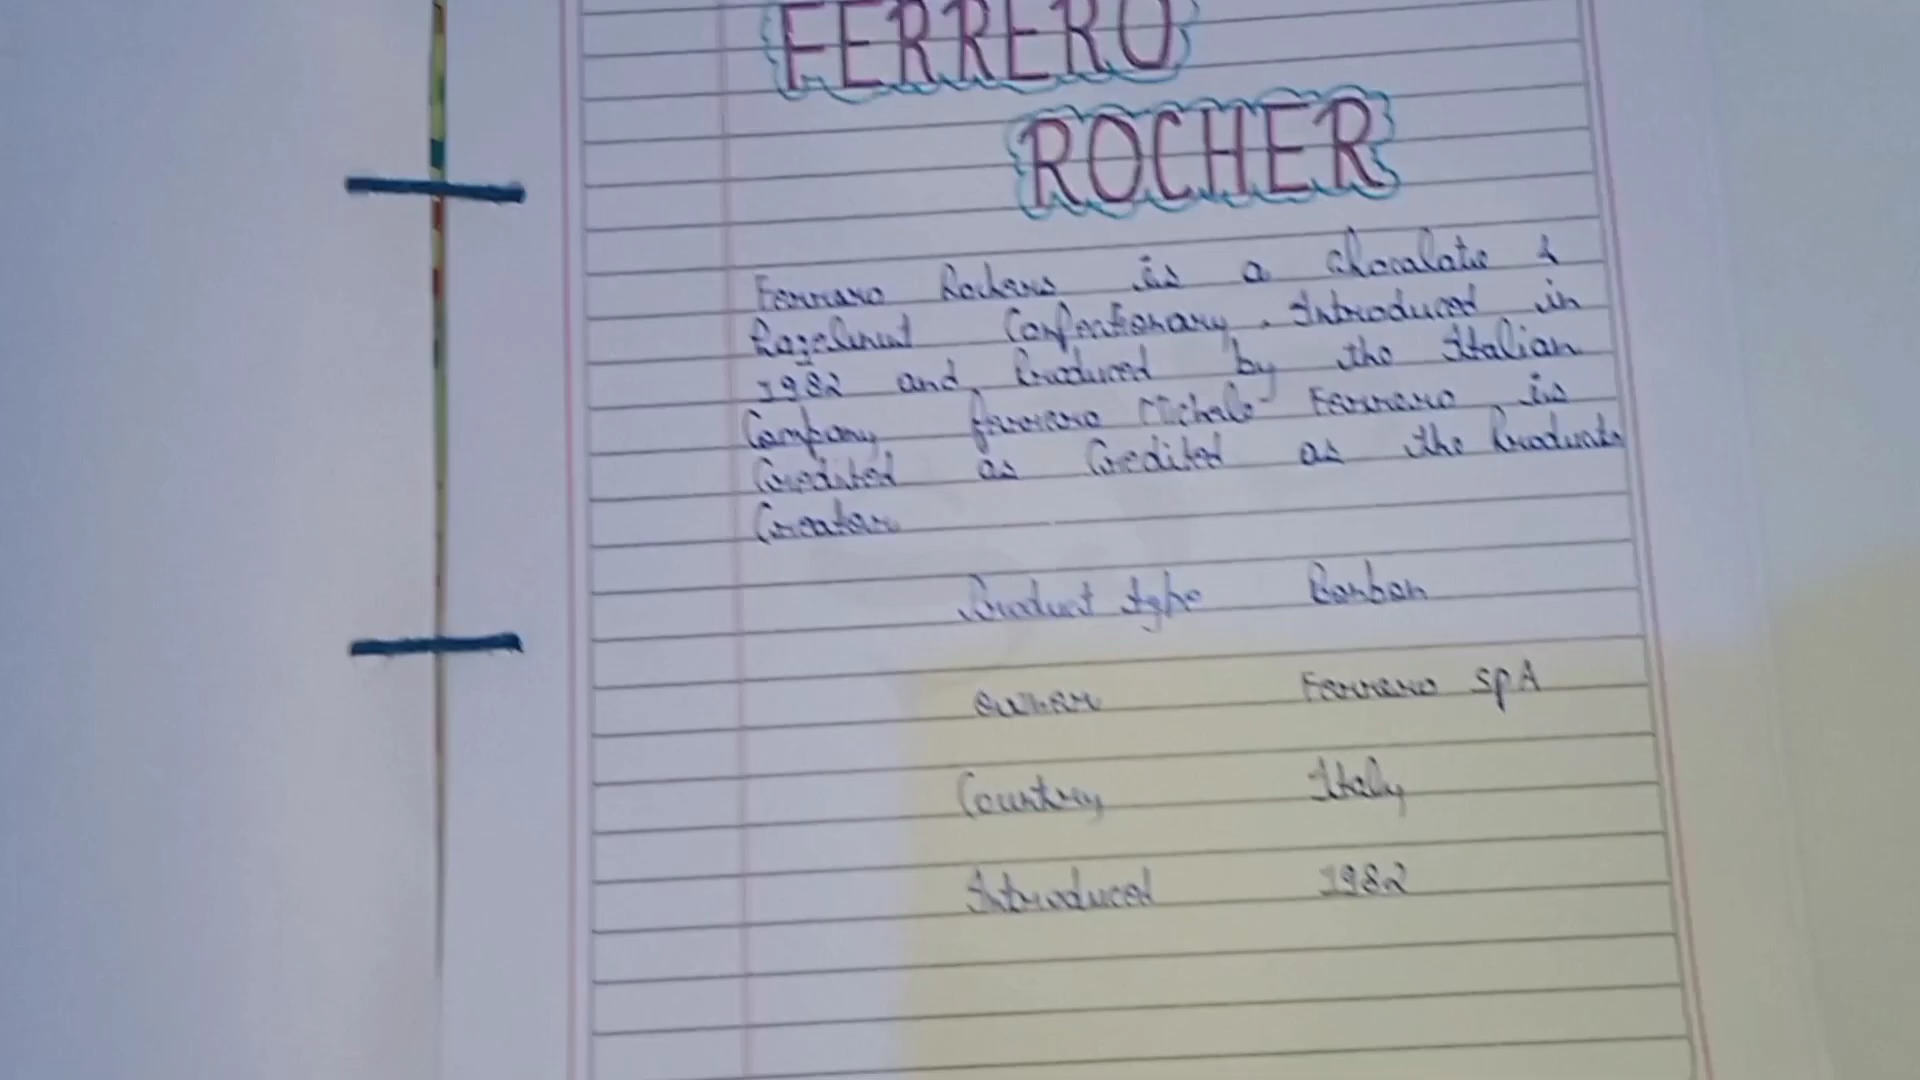 FERRERO
ROCHER
Ferrero Rochers is a chocolate &
hazelnut Confectionary. Introduced in
1982 and Produced by the Italian
Company ferrero Michele Ferrero is
Credited as Credited as the Products
Creator
Product type Bonbon
owner Ferrero SpA
Country Italy
Introduced 1982